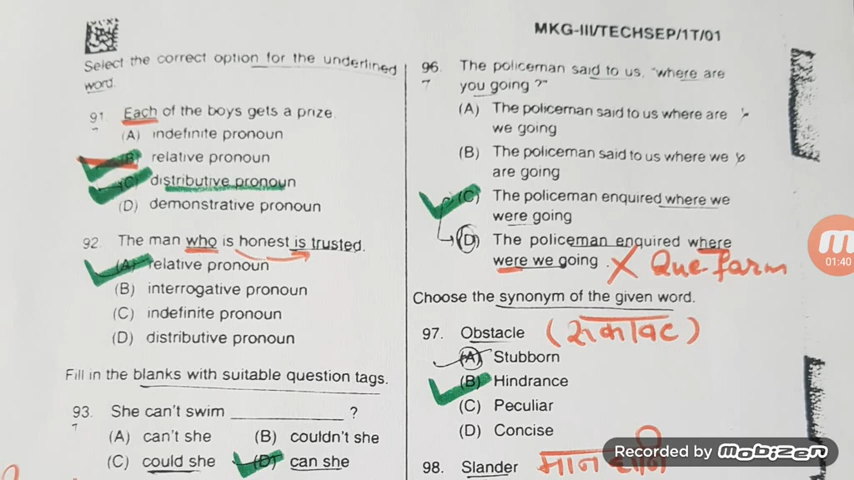 MKG-III/TECHSEP/1T/01
Select the correct option for the underlined
word.
91. Each of the boys gets a prize.
(A) indefinite pronoun
(B) relative pronoun
(C) distributive pronoun
(D) demonstrative pronoun
92. The man who is honest is trusted.
(A) relative pronoun
(B) interrogative pronoun
(C) indefinite pronoun
(D) distributive pronoun
Fill in the blanks with suitable question tags.
93. She can't swim ____________ ?
(A) can't she (B) couldn't she
(C) could she (D) can she
96. The policeman said to us, "where are
you going ?"
(A) The policeman said to us where are
we going
(B) The policeman said to us where we
are going
(C) The policeman enquired where we
were going
(D) The policeman enquired where
were we going X Que farm
Choose the synonym of the given word.
97. Obstacle (रुकावट)
(A) Stubborn
(B) Hindrance
(C) Peculiar
(D) Concise
98. Slander मान हानि
01:40
Recorded by mobizen